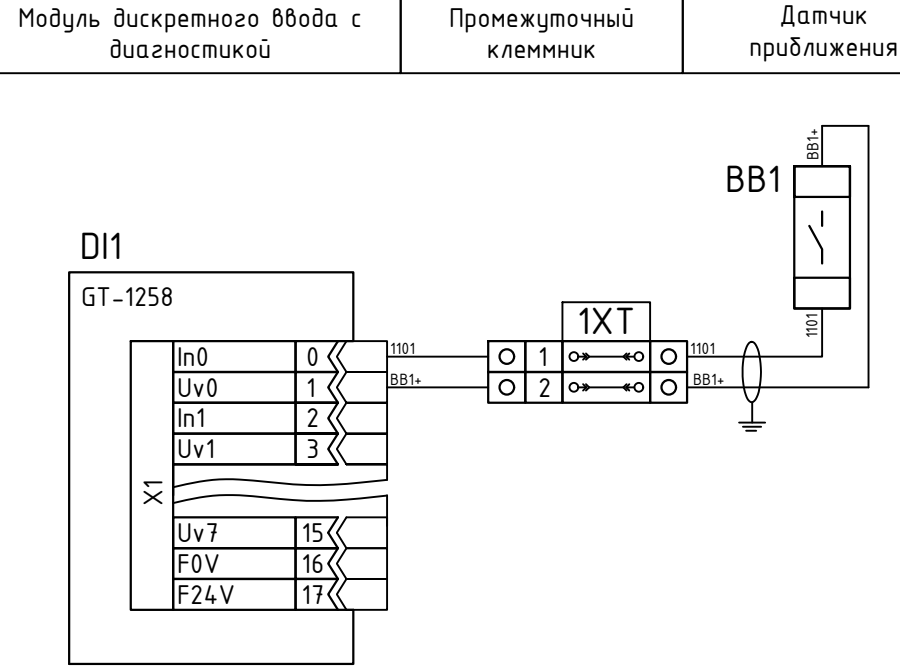 Модуль дискретного ввода с
диагностикой
Промежуточный
клеммник
Датчик
приближения
BB1+
BB1
1101
DI1
GT-1258
X1
In0 0 1101
Uv0 1 BB1+
In1 2
Uv1 3
Uv7 15
F0V 16
F24V 17
1XT
1 1101
2 BB1+